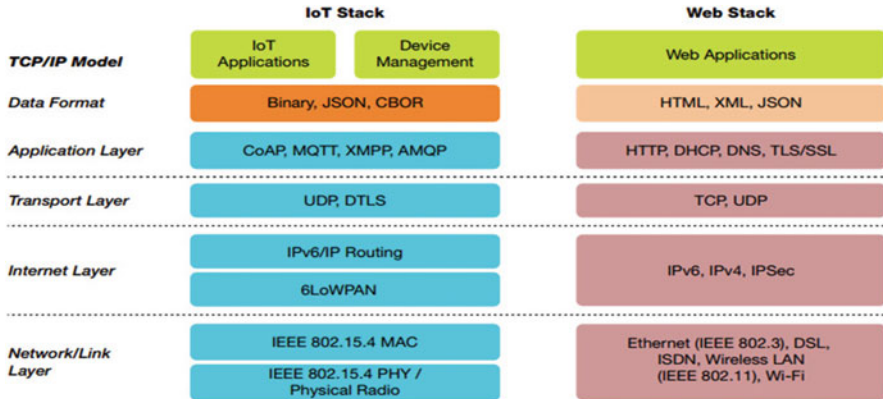 IoT Stack
Web Stack
TCP/IP Model
IoT
Applications
Device
Management
Web Applications
Data Format
Binary, JSON, CBOR
HTML, XML, JSON
Application Layer
CoAP, MQTT, XMPP, AMQP
HTTP, DHCP, DNS, TLS/SSL
Transport Layer
UDP, DTLS
TCP, UDP
Internet Layer
IPv6/IP Routing
6LoWPAN
IPv6, IPv4, IPSec
Network/Link
Layer
IEEE 802.15.4 MAC
IEEE 802.15.4 PHY /
Physical Radio
Ethernet (IEEE 802.3), DSL,
ISDN, Wireless LAN
(IEEE 802.11), Wi-Fi